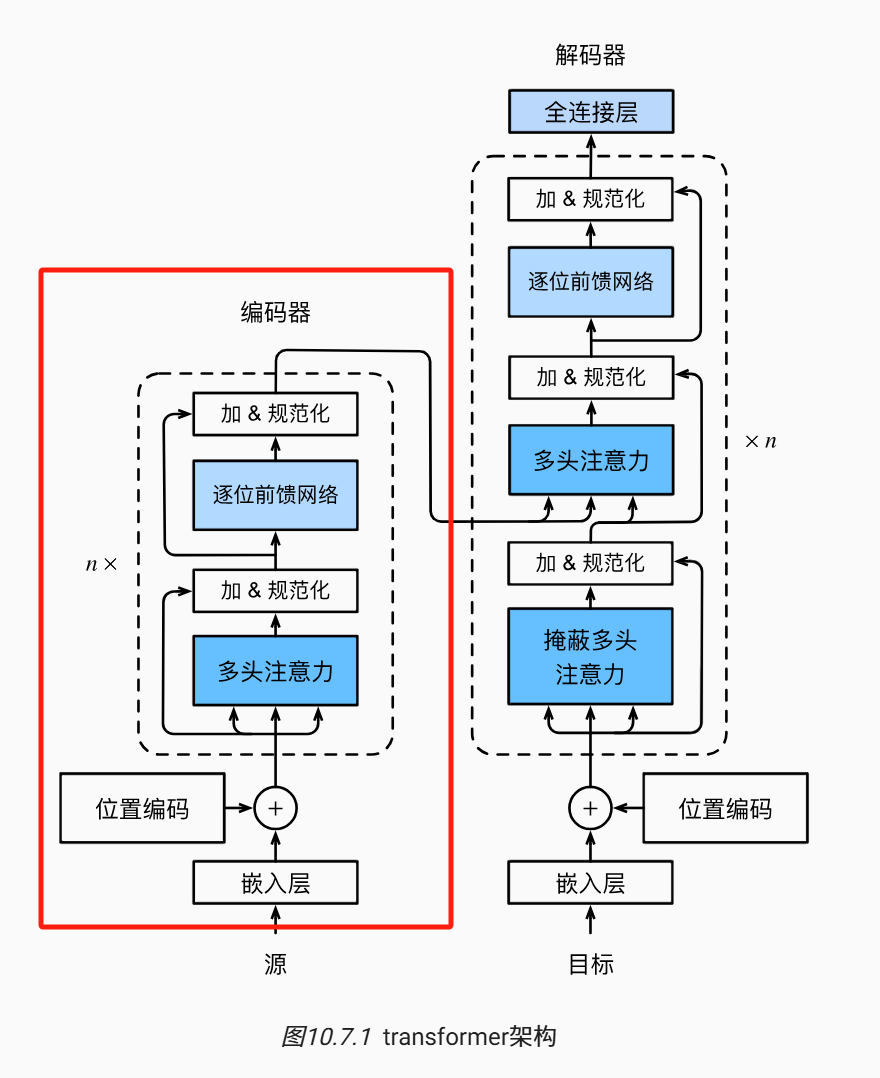 解码器
全连接层
加 & 规范化
逐位前馈网络
加 & 规范化
多头注意力
加 & 规范化
掩蔽多头
注意力
× n
位置编码
嵌入层
目标
编码器
加 & 规范化
逐位前馈网络
加 & 规范化
多头注意力
n ×
位置编码
+
嵌入层
源
+
图10.7.1 transformer架构